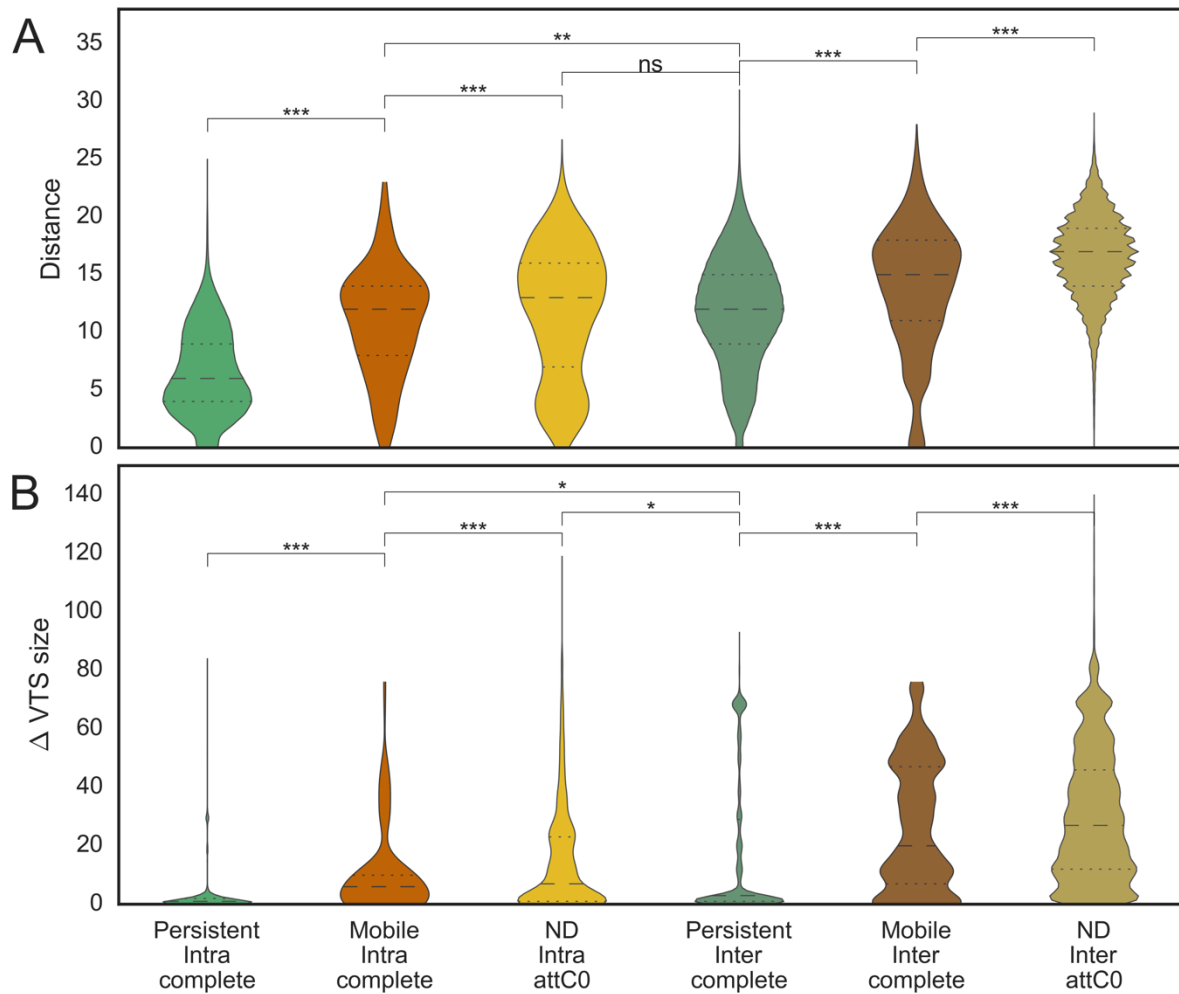 A
35
30
25
20
15
10
5
0
Distance
***
***
**
ns
***
***
B
140
120
100
80
60
40
20
0
Δ VTS size
***
***
*
*
***
***
Persistent
Intra
complete
Mobile
Intra
complete
ND
Intra
attC0
Persistent
Inter
complete
Mobile
Inter
complete
ND
Inter
attC0